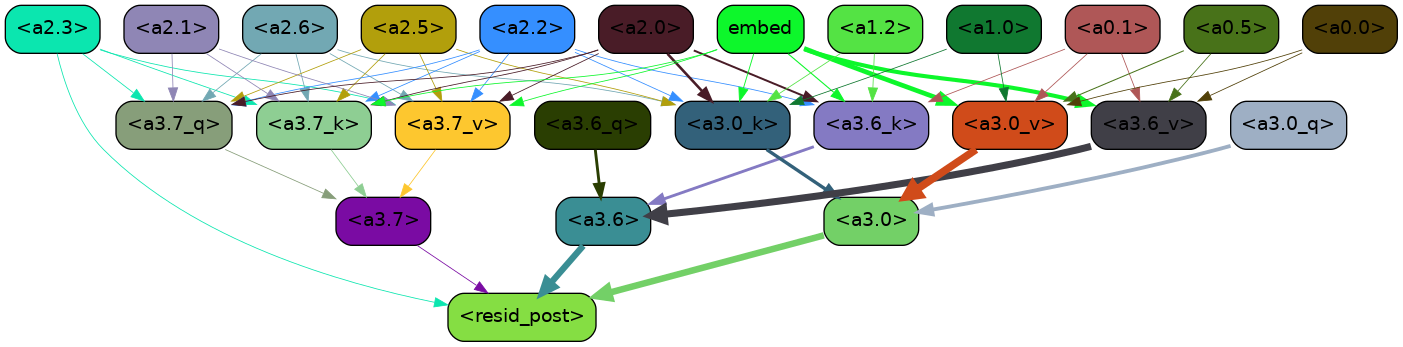 <a2.3> <a2.1> <a2.6> <a2.5> <a2.2> <a2.0> embed <a1.2> <a1.0> <a0.1> <a0.5> <a0.0>
<a3.7_q> <a3.7_k> <a3.7_v> <a3.6_q> <a3.0_k> <a3.6_k> <a3.0_v> <a3.6_v> <a3.0_q>
<a3.7> <a3.6> <a3.0>
<resid_post>